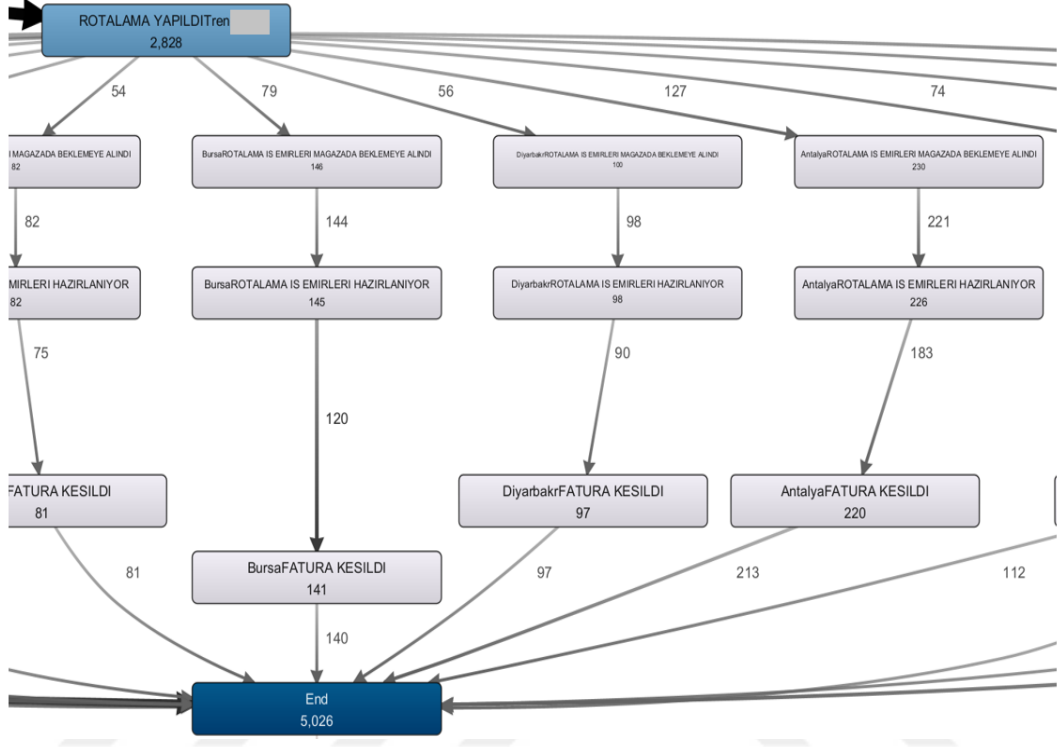 ROTALAMA YAPILDITren
2,828
54
79
56
127
74
I MAGAZADA BEKLEMEYE ALINDI
82
BursaROTALAMA IS EMIRLERI MAGAZADA BEKLEMEYE ALINDI
146
DiyarbakrROTALAMA IS EMIRLERI MAGAZADA BEKLEMEYE ALINDI
100
AntalyaROTALAMA IS EMIRLERI MAGAZADA BEKLEMEYE ALINDI
230
82
144
98
221
EMIRLERI HAZIRLANIYOR
82
BursaROTALAMA IS EMIRLERI HAZIRLANIYOR
145
DiyarbakrROTALAMA IS EMIRLERI HAZIRLANIYOR
98
AntalyaROTALAMA IS EMIRLERI HAZIRLANIYOR
226
75
120
90
183
FATURA KESILDI
81
DiyarbakrFATURA KESILDI
97
AntalyaFATURA KESILDI
220
BursaFATURA KESILDI
141
81
97
213
112
140
End
5,026